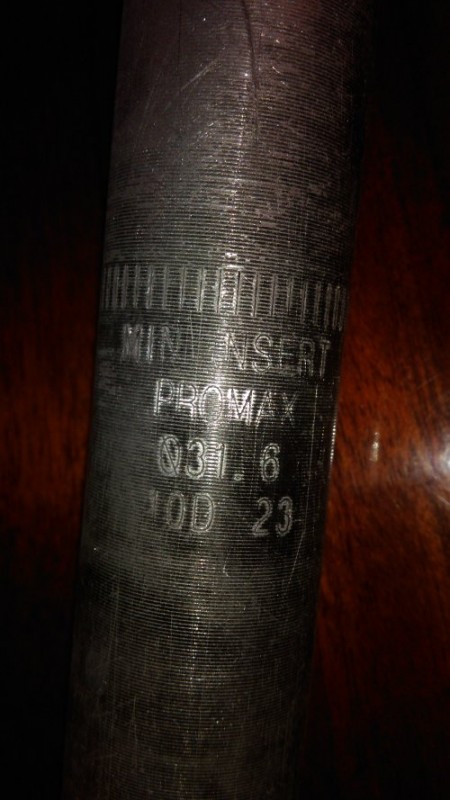 MIN INSERT
PROMAX
Ø31.6
10D 23